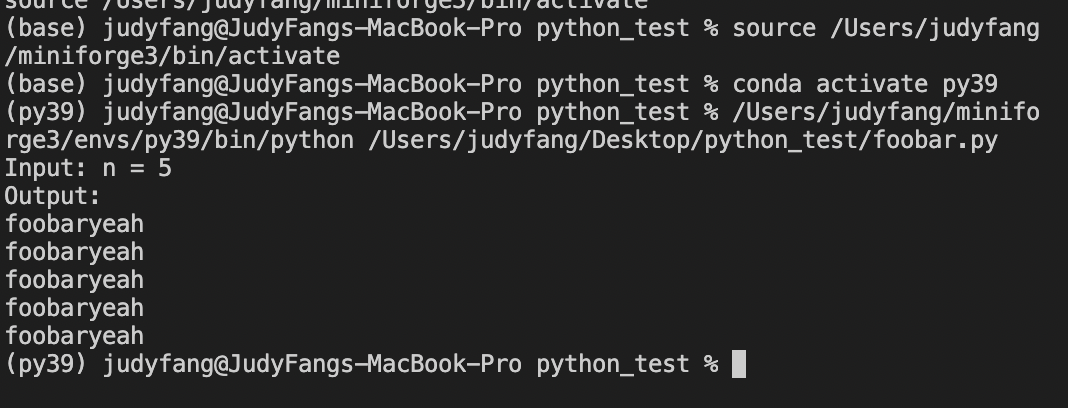 source /Users/judyfang/miniforge3/bin/activate
(base) judyfang@JudyFangs-MacBook-Pro python_test % source /Users/judyfang
/miniforge3/bin/activate
(base) judyfang@JudyFangs-MacBook-Pro python_test % conda activate py39
(py39) judyfang@JudyFangs-MacBook-Pro python_test % /Users/judyfang/minifo
rge3/envs/py39/bin/python /Users/judyfang/Desktop/python_test/foobar.py
Input: n = 5
Output:
foobaryeah
foobaryeah
foobaryeah
foobaryeah
foobaryeah
(py39) judyfang@JudyFangs-MacBook-Pro python_test %